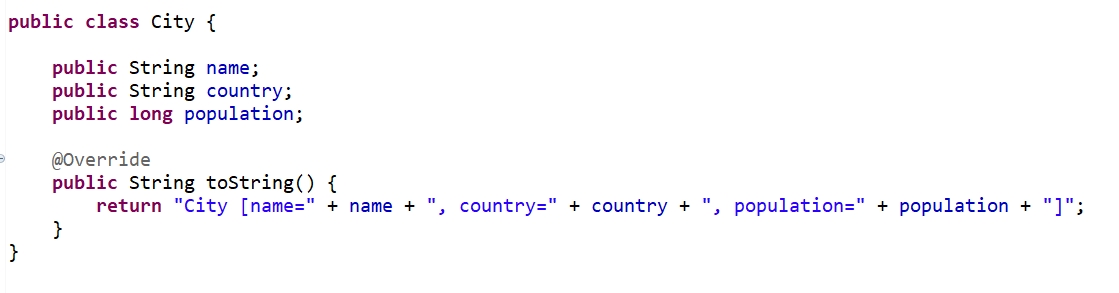 public class City {
public String name;
public String country;
public long population;
@Override
public String toString() {
return "City [name=" + name + ", country=" + country + ", population=" + population + "]";
}
}